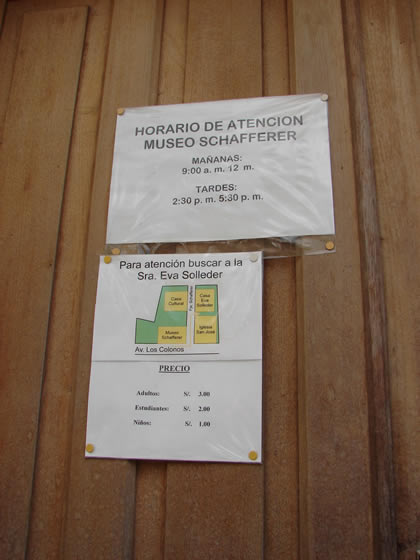 HORARIO DE ATENCION
MUSEO SCHAFFERER
MAÑANAS:
9:00 a. m. 12 m.
TARDES:
2:30 p. m. 5:30 p. m.
Para atención buscar a la
Sra. Eva Solleder
Casa
Cultural
Psje. Schafferer
Casa
Eva
Solleder
Museo
Schafferer
Iglesia
San José
Av. Los Colonos
PRECIO
Adultos: S/. 3.00
Estudiantes: S/. 2.00
Niños: S/. 1.00